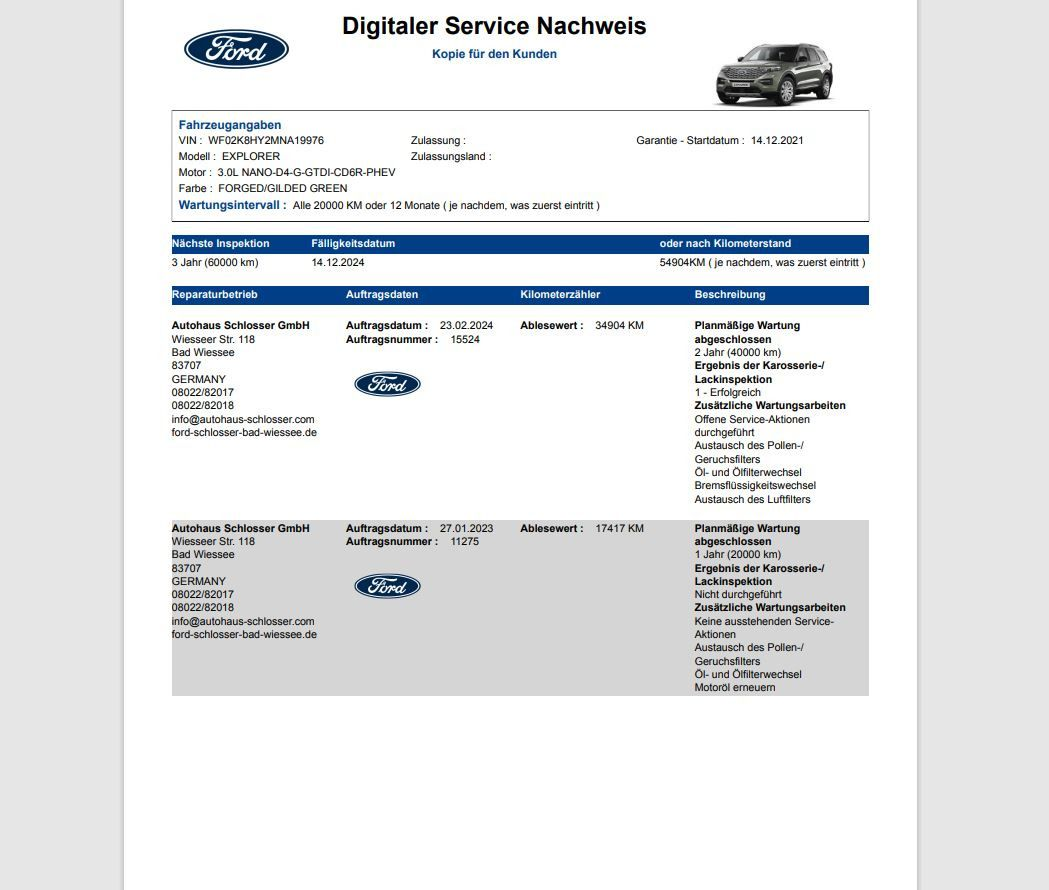 Ford
Digitaler Service Nachweis
Kopie für den Kunden
Fahrzeugangaben
VIN : WF02K8HY2MNA19976 Zulassung : Garantie - Startdatum : 14.12.2021
Modell : EXPLORER Zulassungsland :
Motor : 3.0L NANO-D4-G-GTDI-CD6R-PHEV
Farbe : FORGED/GILDED GREEN
Wartungsintervall : Alle 20000 KM oder 12 Monate ( je nachdem, was zuerst eintritt )
Nächste Inspektion Fälligkeitsdatum oder nach Kilometerstand
3 Jahr (60000 km) 14.12.2024 54904KM ( je nachdem, was zuerst eintritt )
Reparaturbetrieb Auftragsdaten Kilometerzähler Beschreibung
Autohaus Schlosser GmbH
Wiesseer Str. 118
Bad Wiessee
83707
GERMANY
08022/82017
08022/82018
info@autohaus-schlosser.com
ford-schlosser-bad-wiessee.de
Auftragsdatum : 23.02.2024
Auftragsnummer : 15524
Ford
Ablesewert : 34904 KM
Planmäßige Wartung
abgeschlossen
2 Jahr (40000 km)
Ergebnis der Karosserie-/
Lackinspektion
1 - Erfolgreich
Zusätzliche Wartungsarbeiten
Offene Service-Aktionen
durchgeführt
Austausch des Pollen-/
Geruchsfilters
Öl- und Ölfilterwechsel
Bremsflüssigkeitswechsel
Austausch des Luftfilters
Autohaus Schlosser GmbH
Wiesseer Str. 118
Bad Wiessee
83707
GERMANY
08022/82017
08022/82018
info@autohaus-schlosser.com
ford-schlosser-bad-wiessee.de
Auftragsdatum : 27.01.2023
Auftragsnummer : 11275
Ford
Ablesewert : 17417 KM
Planmäßige Wartung
abgeschlossen
1 Jahr (20000 km)
Ergebnis der Karosserie-/
Lackinspektion
Nicht durchgeführt
Zusätzliche Wartungsarbeiten
Keine ausstehenden Service-
Aktionen
Austausch des Pollen-/
Geruchsfilters
Öl- und Ölfilterwechsel
Motoröl erneuern